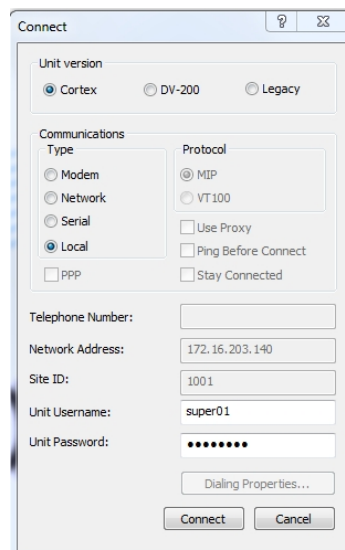 Connect
Unit version
Cortex DV-200 Legacy
Communications
Type Protocol
Modem MIP
Network VT100
Serial Use Proxy
Local Ping Before Connect
PPP Stay Connected
Telephone Number:
Network Address: 172.16.203.140
Site ID: 1001
Unit Username: super01
Unit Password: ••••••••
Dialing Properties...
Connect Cancel